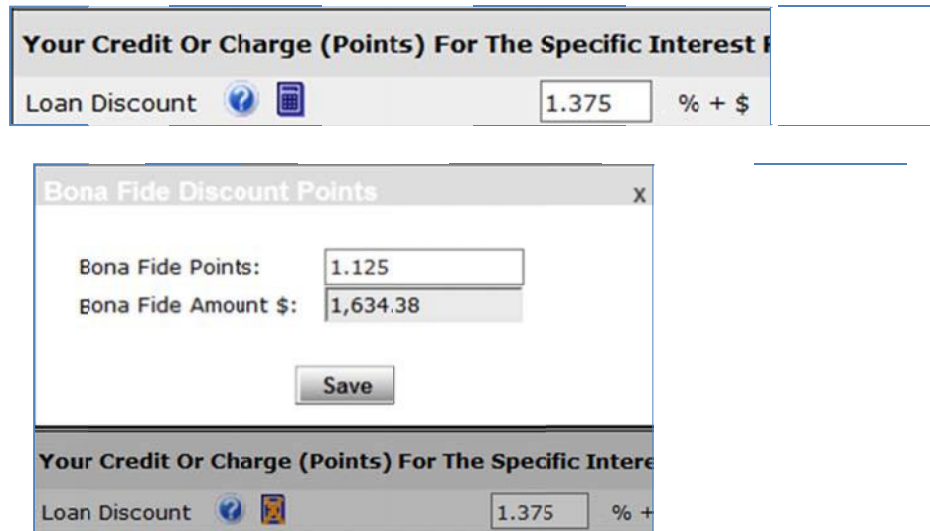 Your Credit Or Charge (Points) For The Specific Interest
Loan Discount 1.375 % + $
Bona Fide Discount Points x
Bona Fide Points: 1.125
Bona Fide Amount $: 1,634.38
Save
Your Credit Or Charge (Points) For The Specific Intere
Loan Discount 1.375 % +